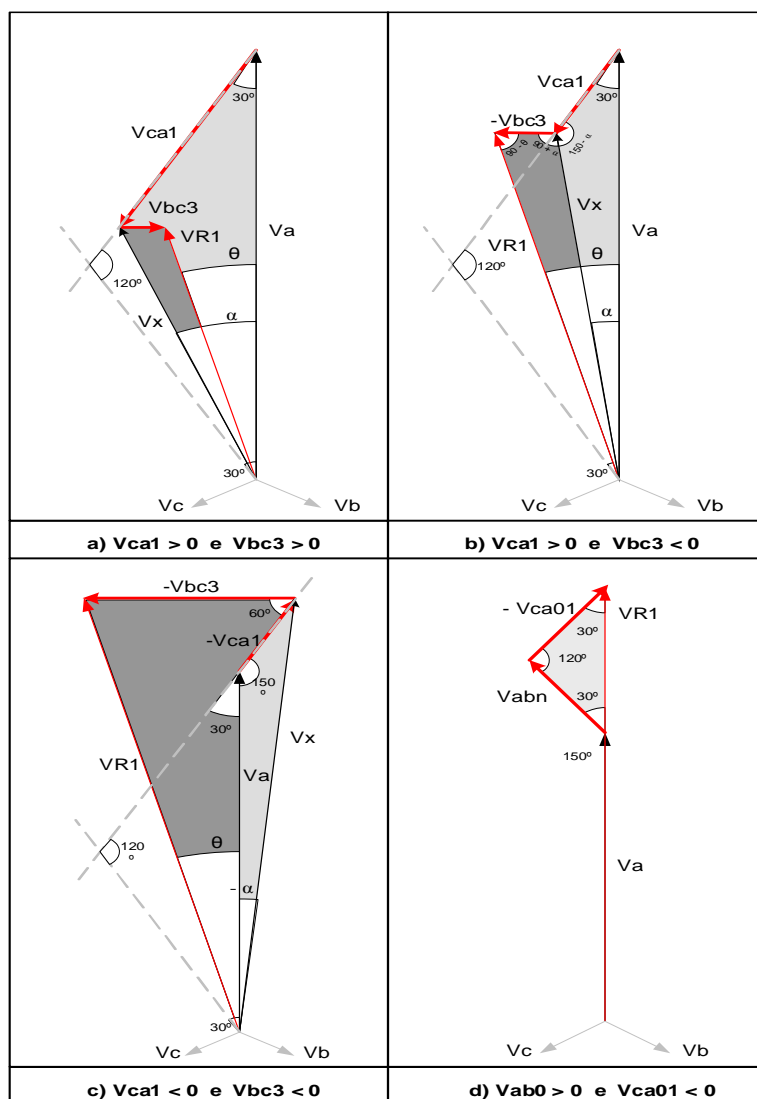 Vca1
30º
Vbc3
VR1
Va
θ
120º
Vx
α
30º
Vc
Vb
a) Vca1 > 0 e Vbc3 > 0
Vca1
30º
-Vbc3
90 - θ
90 + α
150 - α
Vx
Va
VR1
θ
120º
α
30º
Vc
Vb
b) Vca1 > 0 e Vbc3 < 0
-Vbc3
60º
-Vca1
150
º
30º
Vx
VR1
Va
θ
120
º
- α
30º
Vc
Vb
c) Vca1 < 0 e Vbc3 < 0
- Vca01
VR1
30º
120º
Vabn
30º
150º
Va
Vc
Vb
d) Vab0 > 0 e Vca01 < 0